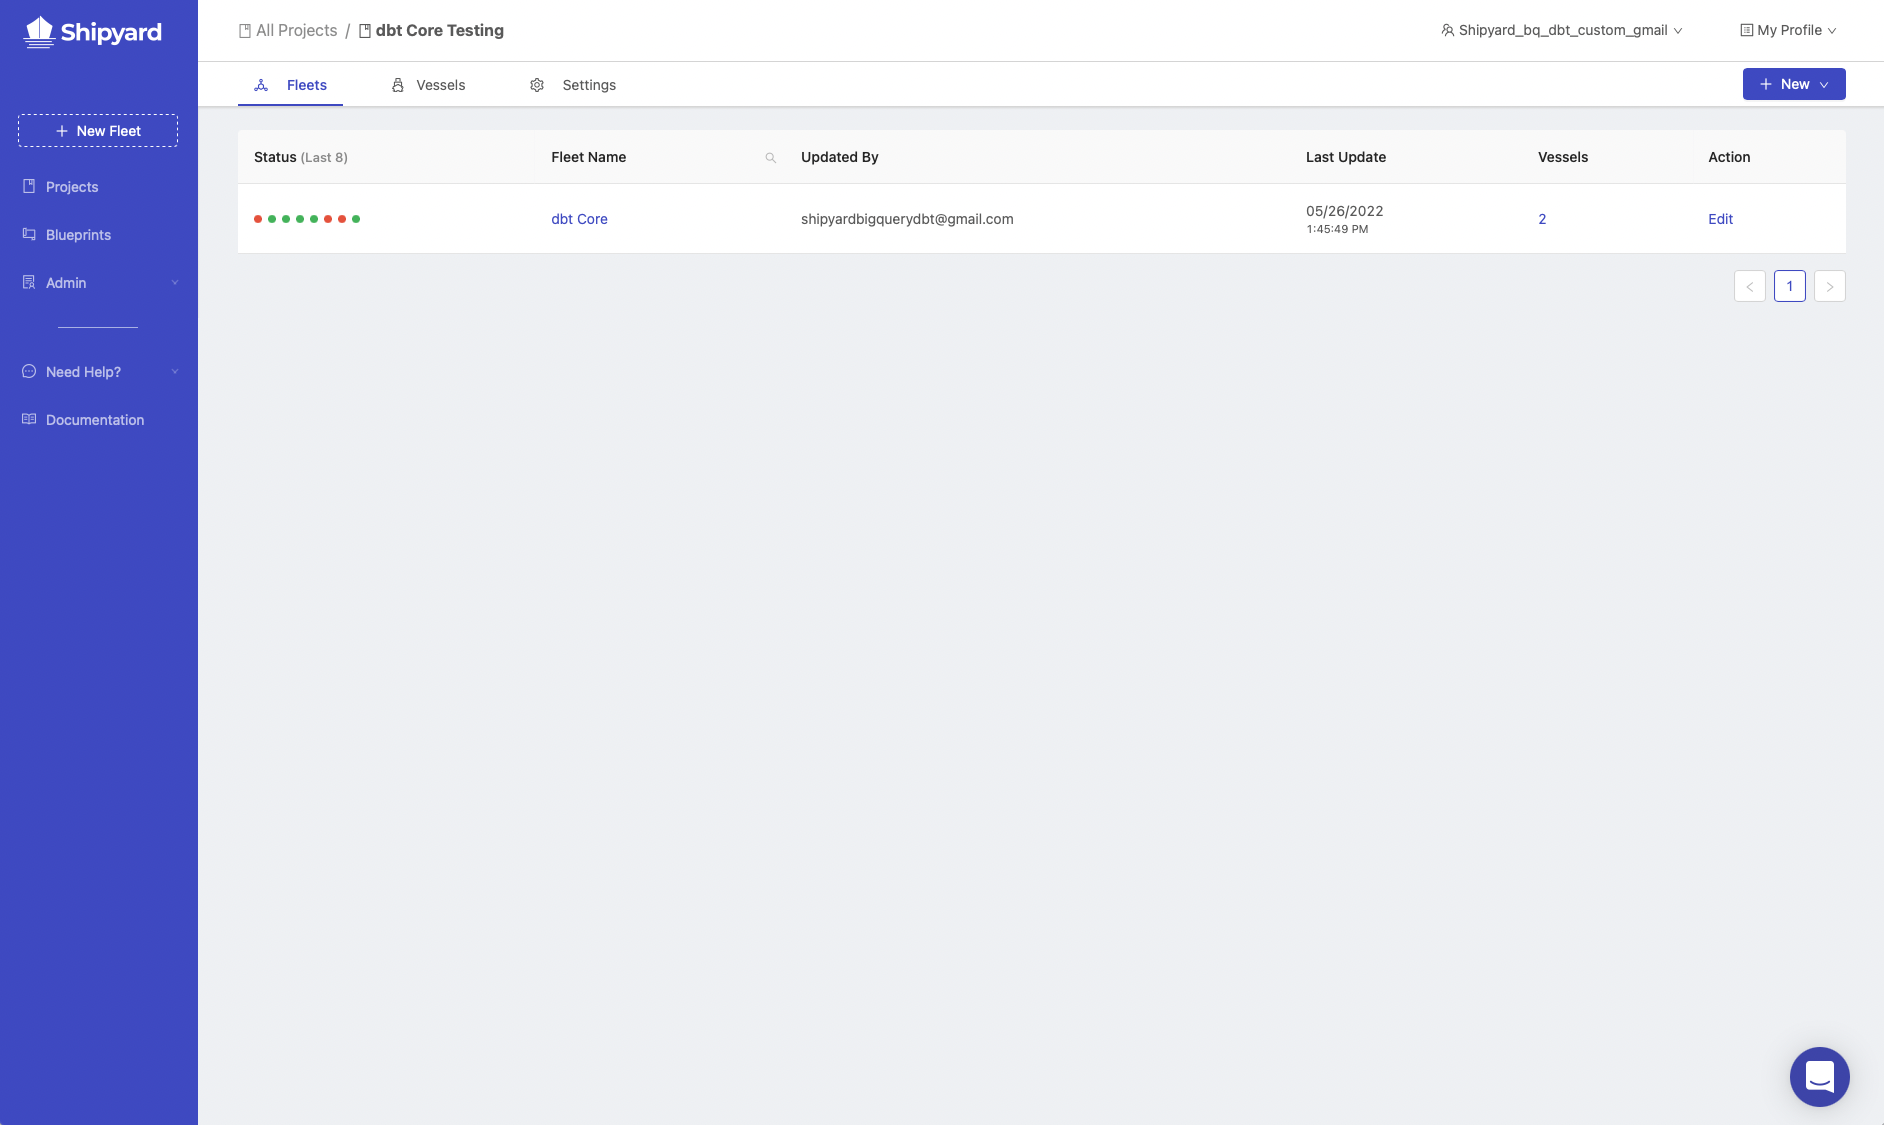 Shipyard
All Projects / dbt Core Testing
Shipyard_bq_dbt_custom_gmail
My Profile
Fleets
Vessels
Settings
New
New Fleet
Projects
Blueprints
Admin
Need Help?
Documentation
Status (Last 8)
Fleet Name
Updated By
Last Update
Vessels
Action
dbt Core
shipyardbigquerydbt@gmail.com
05/26/2022
1:45:49 PM
2
Edit
1